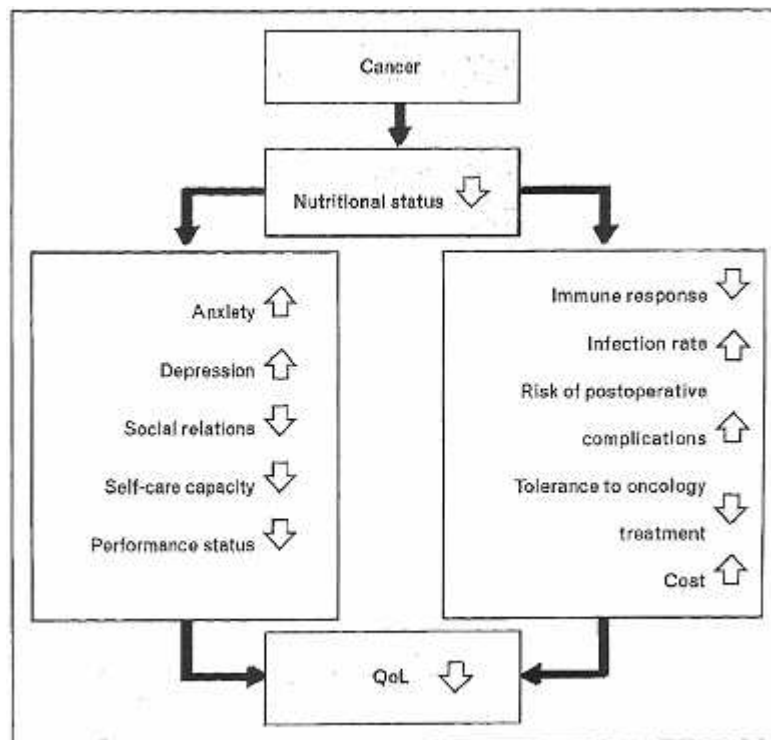 Cancer
Nutritional status
Anxiety
Depression
Social relations
Self-care capacity
Performance status
Immune response
Infection rate
Risk of postoperative
complications
Tolerance to oncology
treatment
Cost
QoL